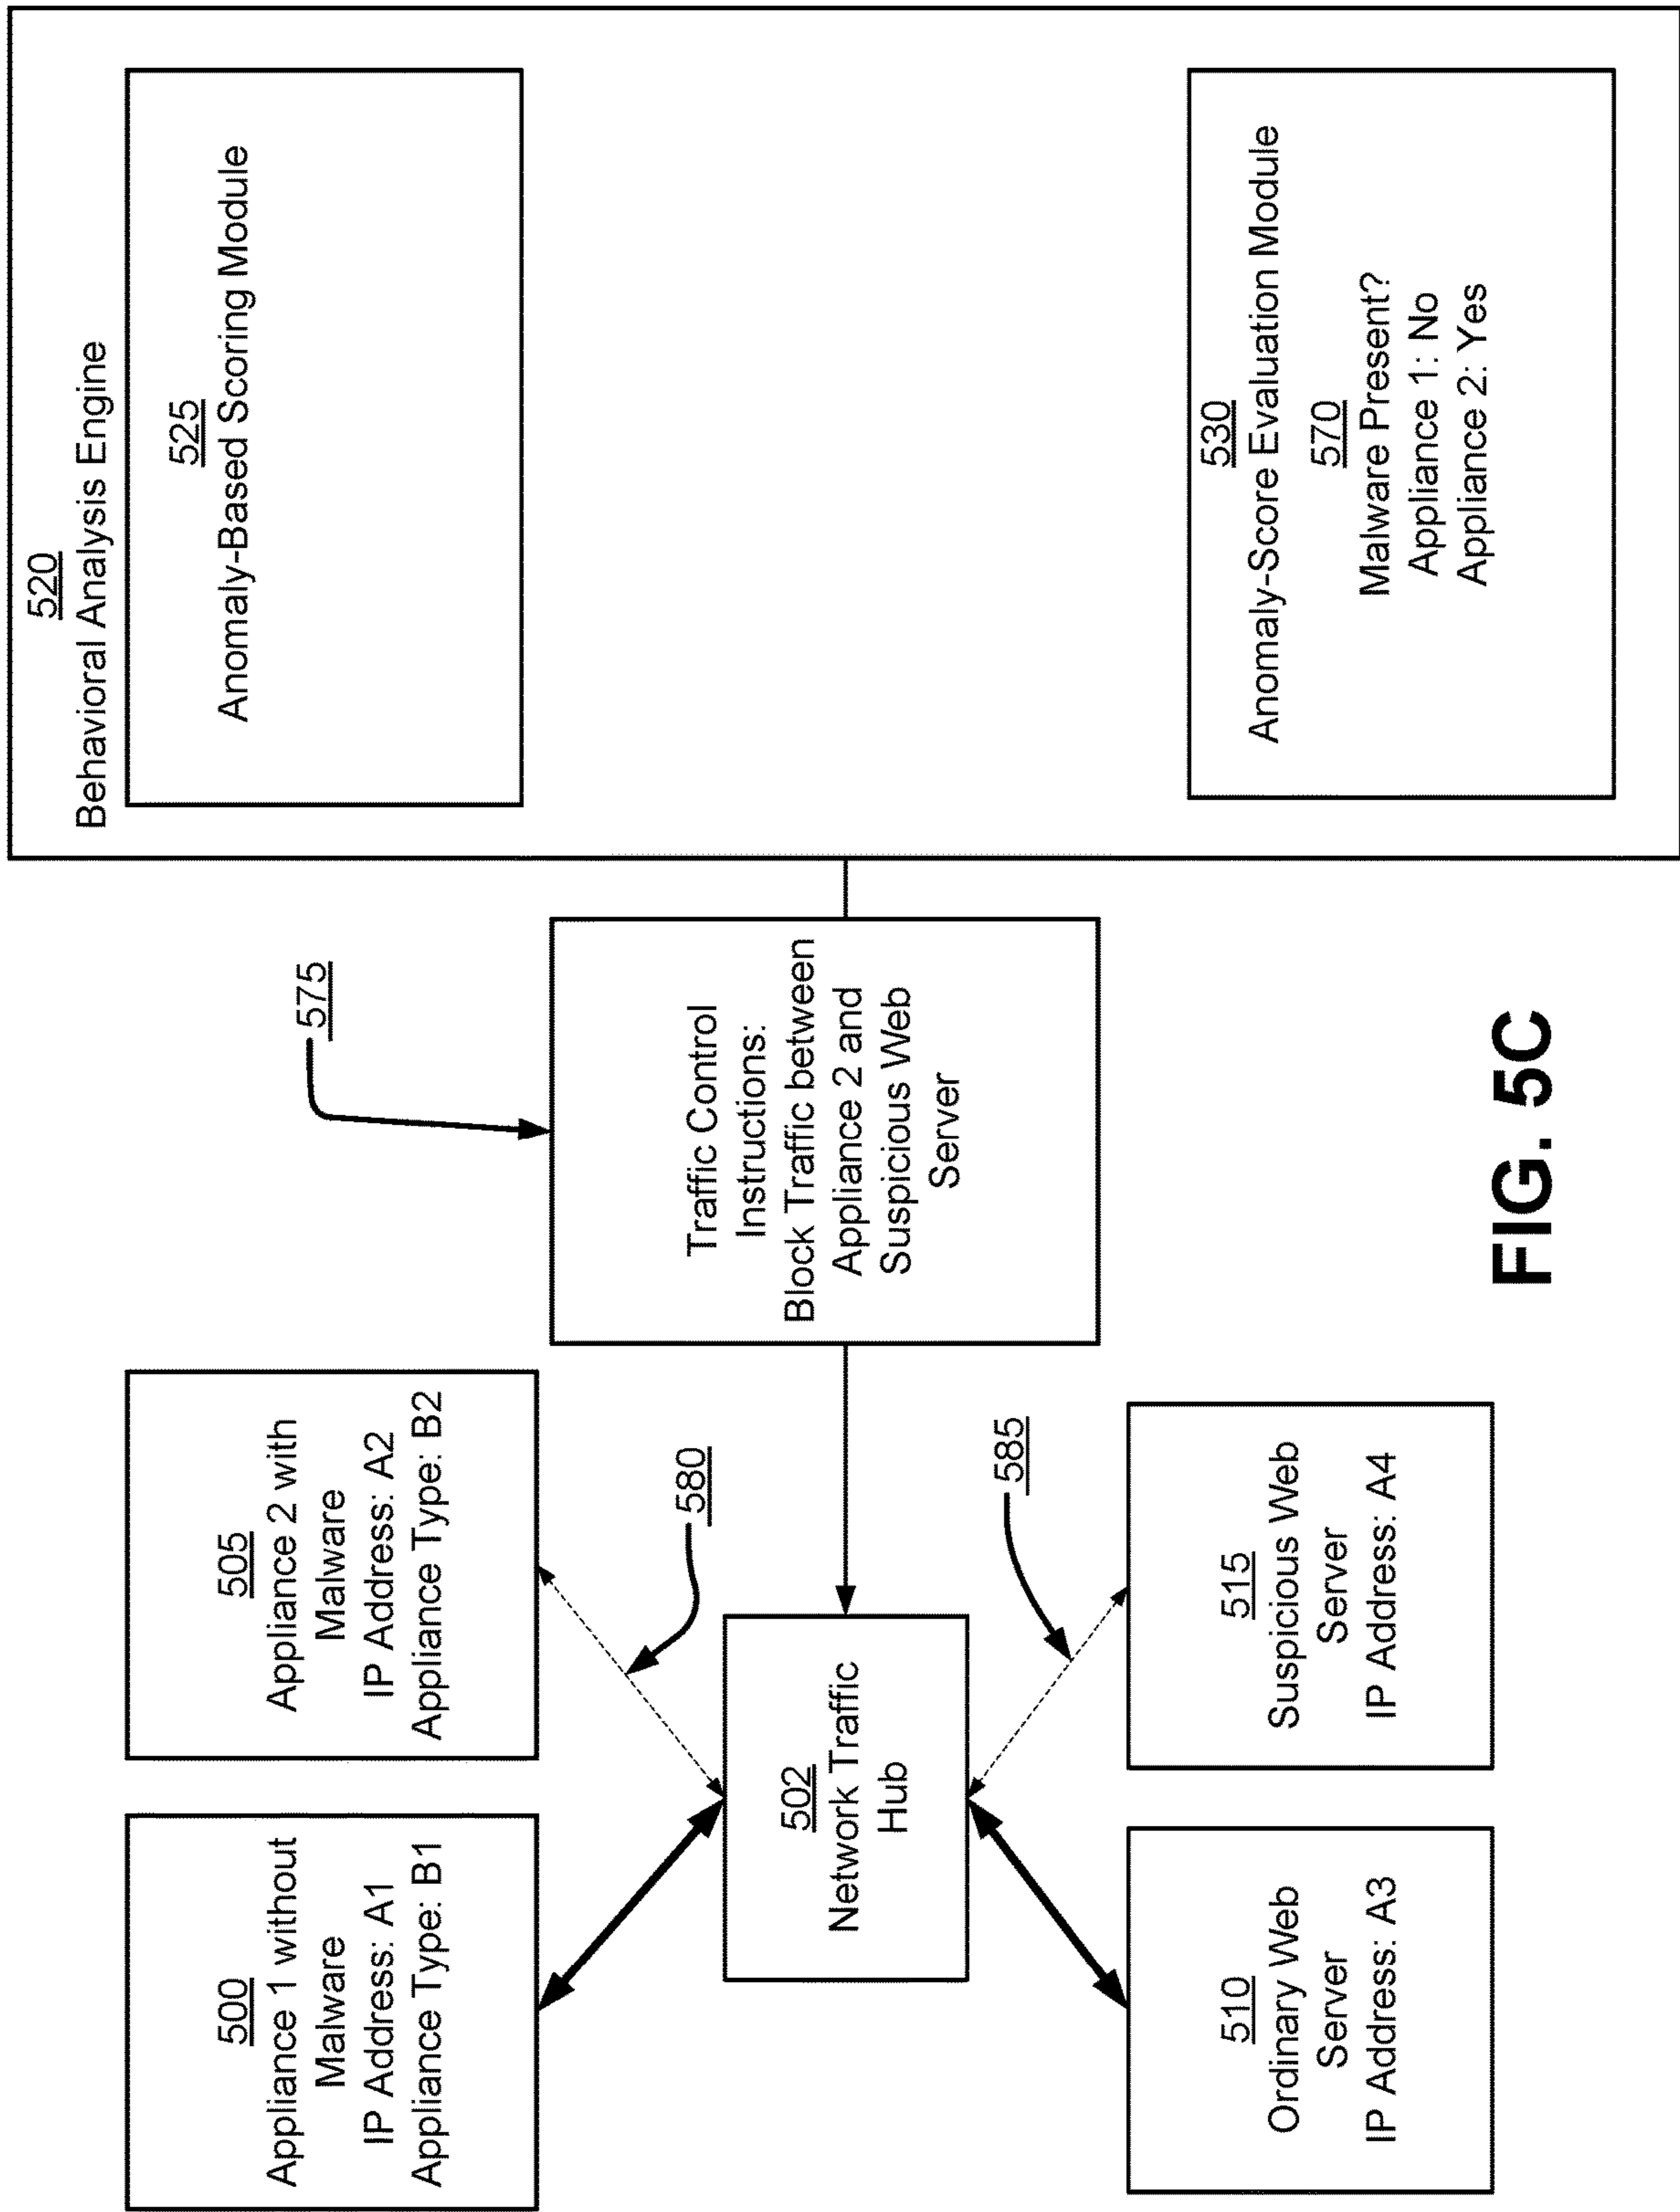 500
Appliance 1 without
Malware
IP Address: A1
Appliance Type: B1
505
Appliance 2 with
Malware
IP Address: A2
Appliance Type: B2
580
502
Network Traffic
Hub
585
510
Ordinary Web
Server
IP Address: A3
515
Suspicious Web
Server
IP Address: A4
575
Traffic Control
Instructions:
Block Traffic between
Appliance 2 and
Suspicious Web
Server
520
Behavioral Analysis Engine
525
Anomaly-Based Scoring Module
530
Anomaly-Score Evaluation Module
570
Malware Present?
Appliance 1: No
Appliance 2: Yes
FIG. 5C